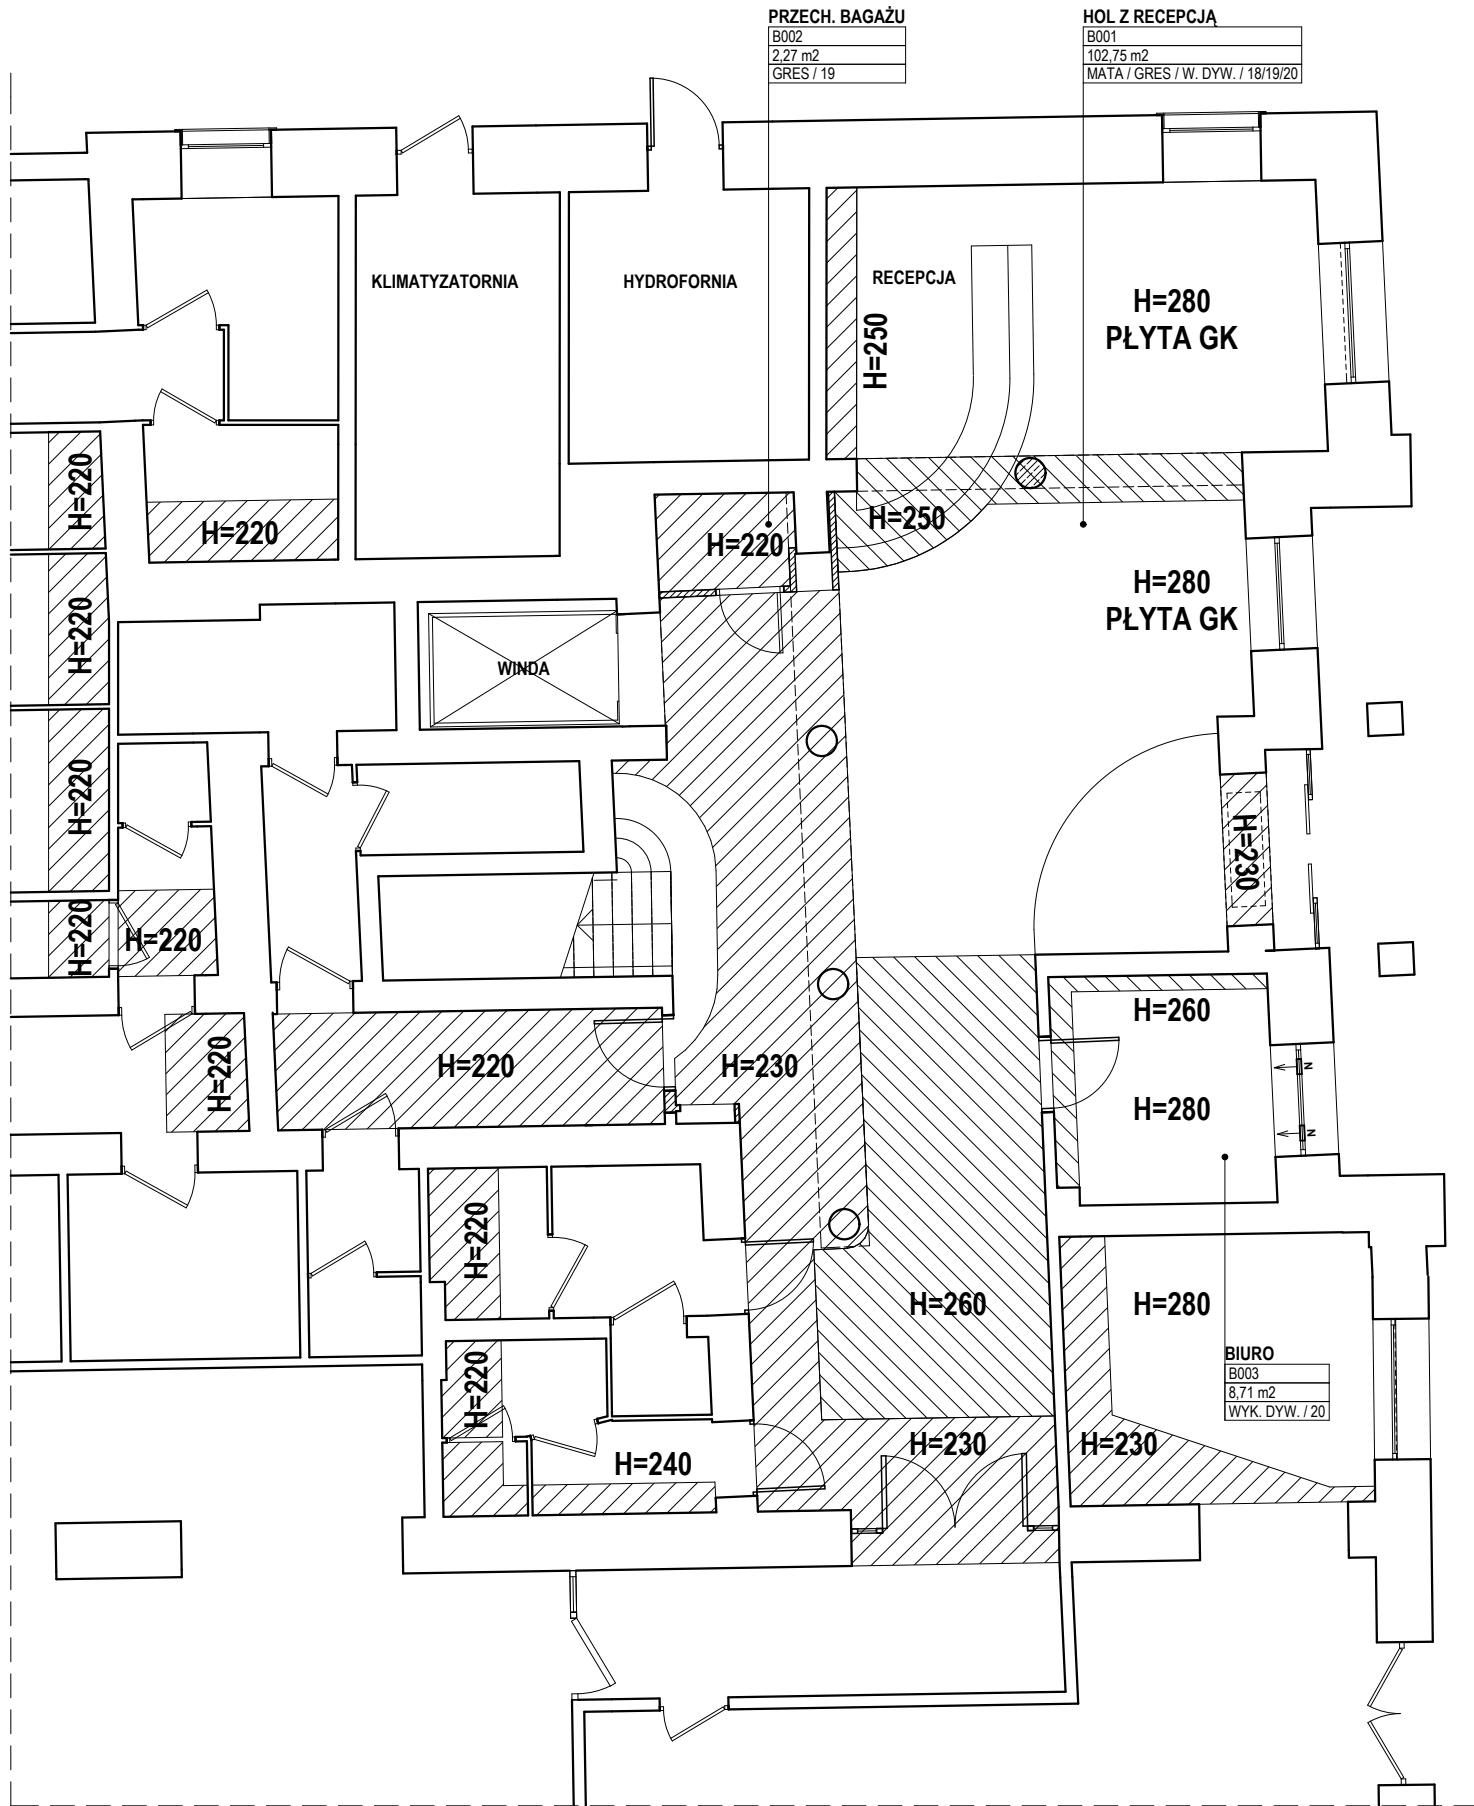 PRZECH. BAGAŻU
B002
2,27 m2
GRES / 19
HOL Z RECEPCJĄ
B001
102,75 m2
MATA / GRES / W. DYW. / 18/19/20
KLIMATYZATORNIA
HYDROFORNIA
RECEPCJA
H=280
PŁYTA GK
H=250
H=220
H=220
H=250
H=220
H=280
PŁYTA GK
H=220
WINDA
H=220
H=230
H=220
H=220
H=260
H=220
H=220
H=230
N
H=280
N
H=220
H=260
H=280
BIURO
B003
8,71 m2
WYK. DYW. / 20
H=220
H=230
H=230
H=240